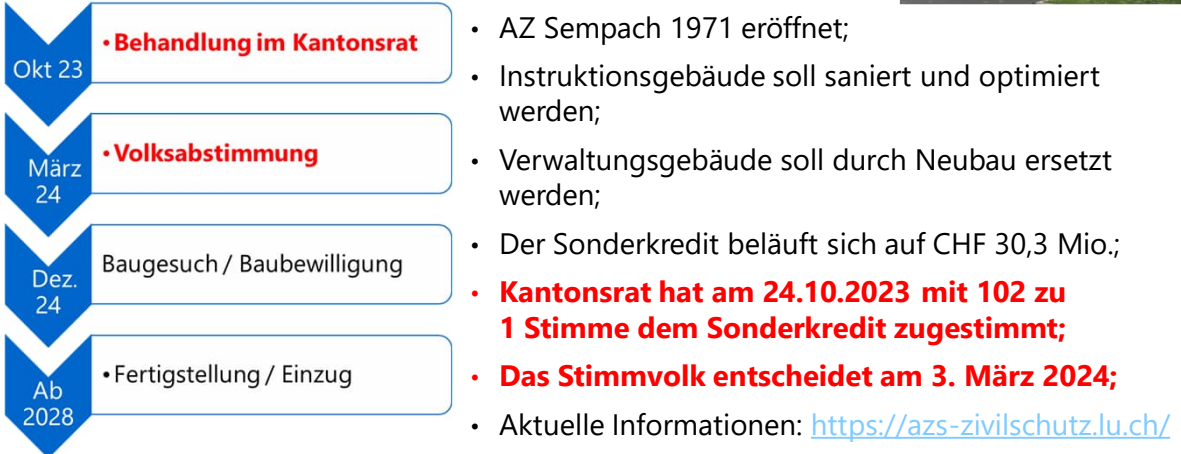 Okt 23
• Behandlung im Kantonsrat
März
24
• Volksabstimmung
Dez.
24
Baugesuch / Baubewilligung
Ab
2028
• Fertigstellung / Einzug
• AZ Sempach 1971 eröffnet;
• Instruktionsgebäude soll saniert und optimiert
werden;
• Verwaltungsgebäude soll durch Neubau ersetzt
werden;
• Der Sonderkredit beläuft sich auf CHF 30,3 Mio.;
• Kantonsrat hat am 24.10.2023 mit 102 zu
1 Stimme dem Sonderkredit zugestimmt;
• Das Stimmvolk entscheidet am 3. März 2024;
• Aktuelle Informationen: https://azs-zivilschutz.lu.ch/